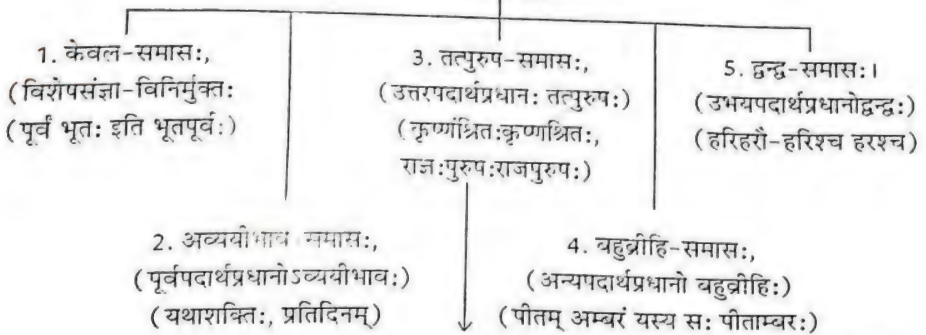 1. केवल-समास:,
(विशेषसंज्ञा-विनिर्मुक्त:
(पूर्वं भूत: इति भूतपूर्व:)
3. तत्पुरुष-समास:,
(उत्तरपदार्थप्रधान: तत्पुरुष:)
(कृष्णंश्रित:कृष्णश्रित:,
राज्ञ:पुरुष:राजपुरुष:)
5. द्वन्द्व-समास:।
(उभयपदार्थप्रधानोद्वन्द्व:)
(हरिहरौ-हरिश्च हरश्च)
2. अव्ययीभाव समास:,
(पूर्वपदार्थप्रधानोऽव्ययीभाव:)
(यथाशक्ति:, प्रतिदिनम्)
4. बहुव्रीहि-समास:,
(अन्यपदार्थप्रधानो बहुव्रीहि:)
(पीतम् अम्बरं यस्य स: पीताम्बर:)